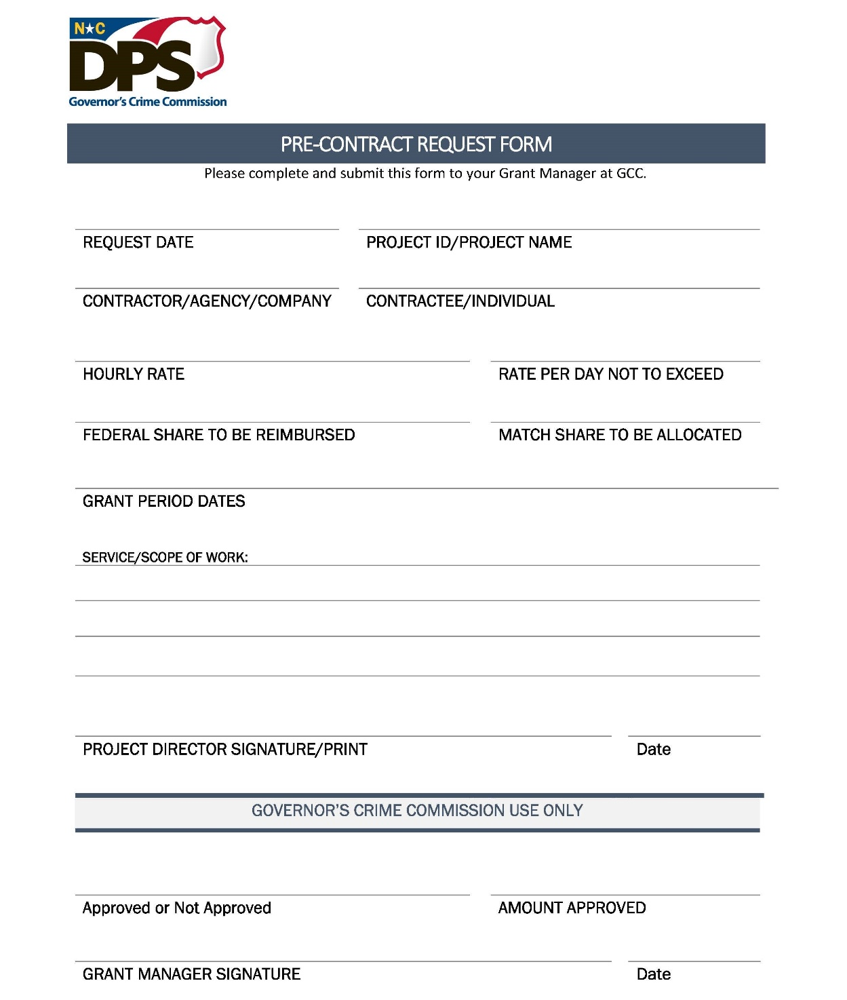 N★C
DPS
Governor's Crime Commission
PRE-CONTRACT REQUEST FORM
Please complete and submit this form to your Grant Manager at GCC.
REQUEST DATE PROJECT ID/PROJECT NAME
CONTRACTOR/AGENCY/COMPANY CONTRACTEE/INDIVIDUAL
HOURLY RATE RATE PER DAY NOT TO EXCEED
FEDERAL SHARE TO BE REIMBURSED MATCH SHARE TO BE ALLOCATED
GRANT PERIOD DATES
SERVICE/SCOPE OF WORK:
PROJECT DIRECTOR SIGNATURE/PRINT Date
GOVERNOR'S CRIME COMMISSION USE ONLY
Approved or Not Approved AMOUNT APPROVED
GRANT MANAGER SIGNATURE Date